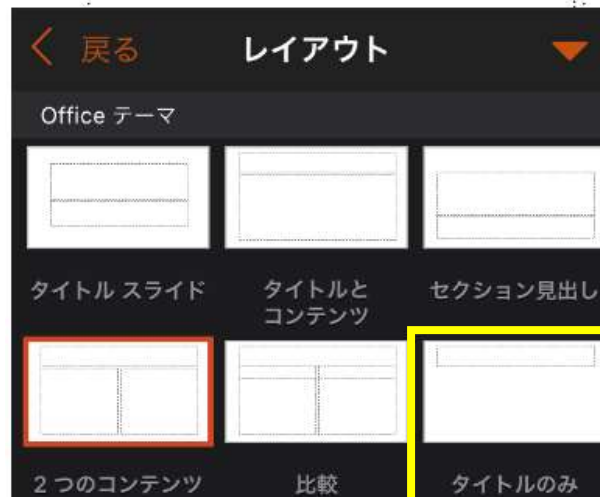 戻る レイアウト
Office テーマ
タイトル スライド タイトルと セクション見出し
コンテンツ
2 つのコンテンツ 比較 タイトルのみ